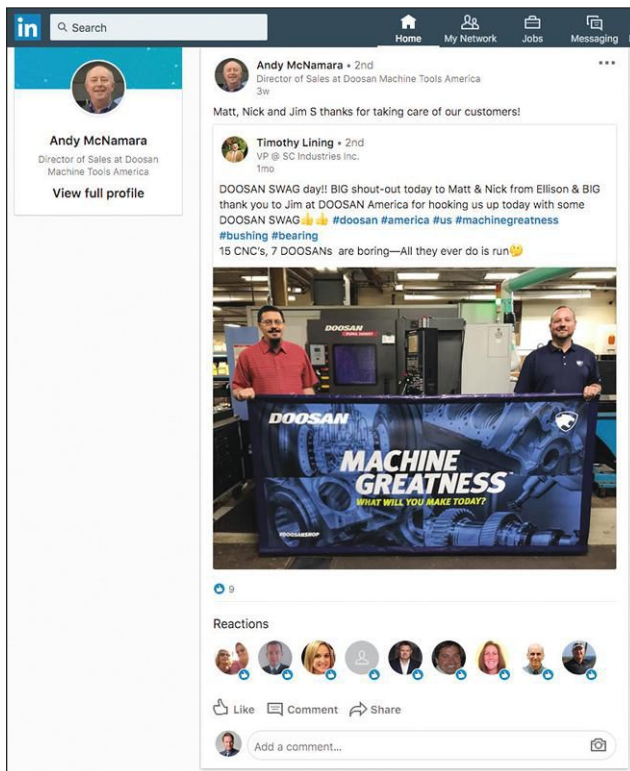 in
Search
Home
My Network
Jobs
Messaging
Andy McNamara
Director of Sales at Doosan
Machine Tools America
View full profile
Andy McNamara • 2nd
Director of Sales at Doosan Machine Tools America
3w
Matt, Nick and Jim S thanks for taking care of our customers!
Timothy Lining • 2nd
VP @ SC Industries Inc.
1mo
DOOSAN SWAG day!! BIG shout-out today to Matt & Nick from Ellison & BIG
thank you to Jim at DOOSAN America for hooking us up today with some
DOOSAN SWAG👍👍 #doosan #america #us #machinegreatness
#bushing #bearing
15 CNC's, 7 DOOSANs are boring—All they ever do is run🤔
DOOSAN
DOOSAN
MACHINE
GREATNESS™
WHAT WILL YOU MAKE TODAY?
#DOOSANSHOP
9
Reactions
Like
Comment
Share
Add a comment...